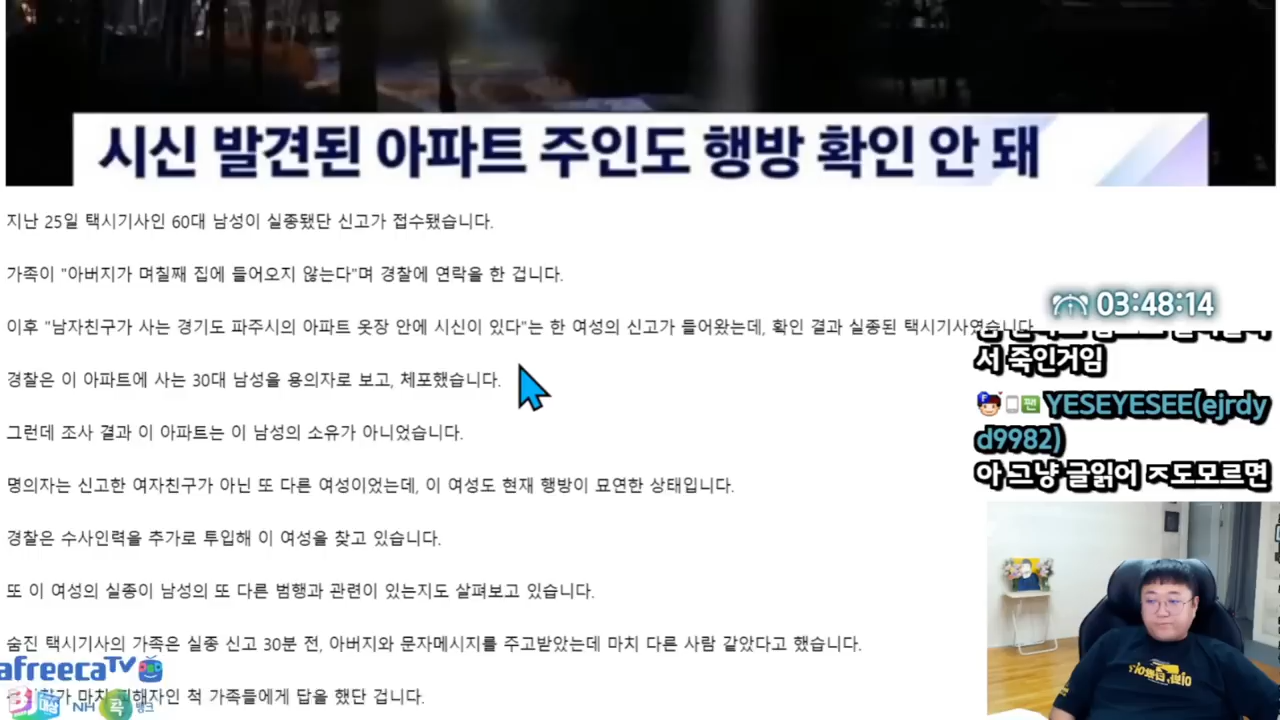 시신 발견된 아파트 주인도 행방 확인 안 돼
지난 25일 택시기사인 60대 남성이 실종됐단 신고가 접수됐습니다.
가족이 "아버지가 며칠째 집에 들어오지 않는다"며 경찰에 연락을 한 겁니다.
이후 "남자친구가 사는 경기도 파주시의 아파트 옷장 안에 시신이 있다"는 한 여성의 신고가 들어왔는데, 확인 결과 실종된 택시기사였습니다.
경찰은 이 아파트에 사는 30대 남성을 용의자로 보고, 체포했습니다.
그런데 조사 결과 이 아파트는 이 남성의 소유가 아니었습니다.
명의자는 신고한 여자친구가 아닌 또 다른 여성이었는데, 이 여성도 현재 행방이 묘연한 상태입니다.
경찰은 수사인력을 추가로 투입해 이 여성을 찾고 있습니다.
또 이 여성의 실종이 남성의 또 다른 범행과 관련이 있는지도 살펴보고 있습니다.
숨진 택시기사의 가족은 실종 신고 30분 전, 아버지와 문자메시지를 주고받았는데 마치 다른 사람 같았다고 했습니다.
마치 피해자인 척 가족들에게 답을 했단 겁니다.
03:48:14
서 죽인거임
팬 YESEYESEE(ejrdy
d9982)
아 그냥 글읽어 ㅈ도모르면
afreecaTV
NH 콕 뱅크